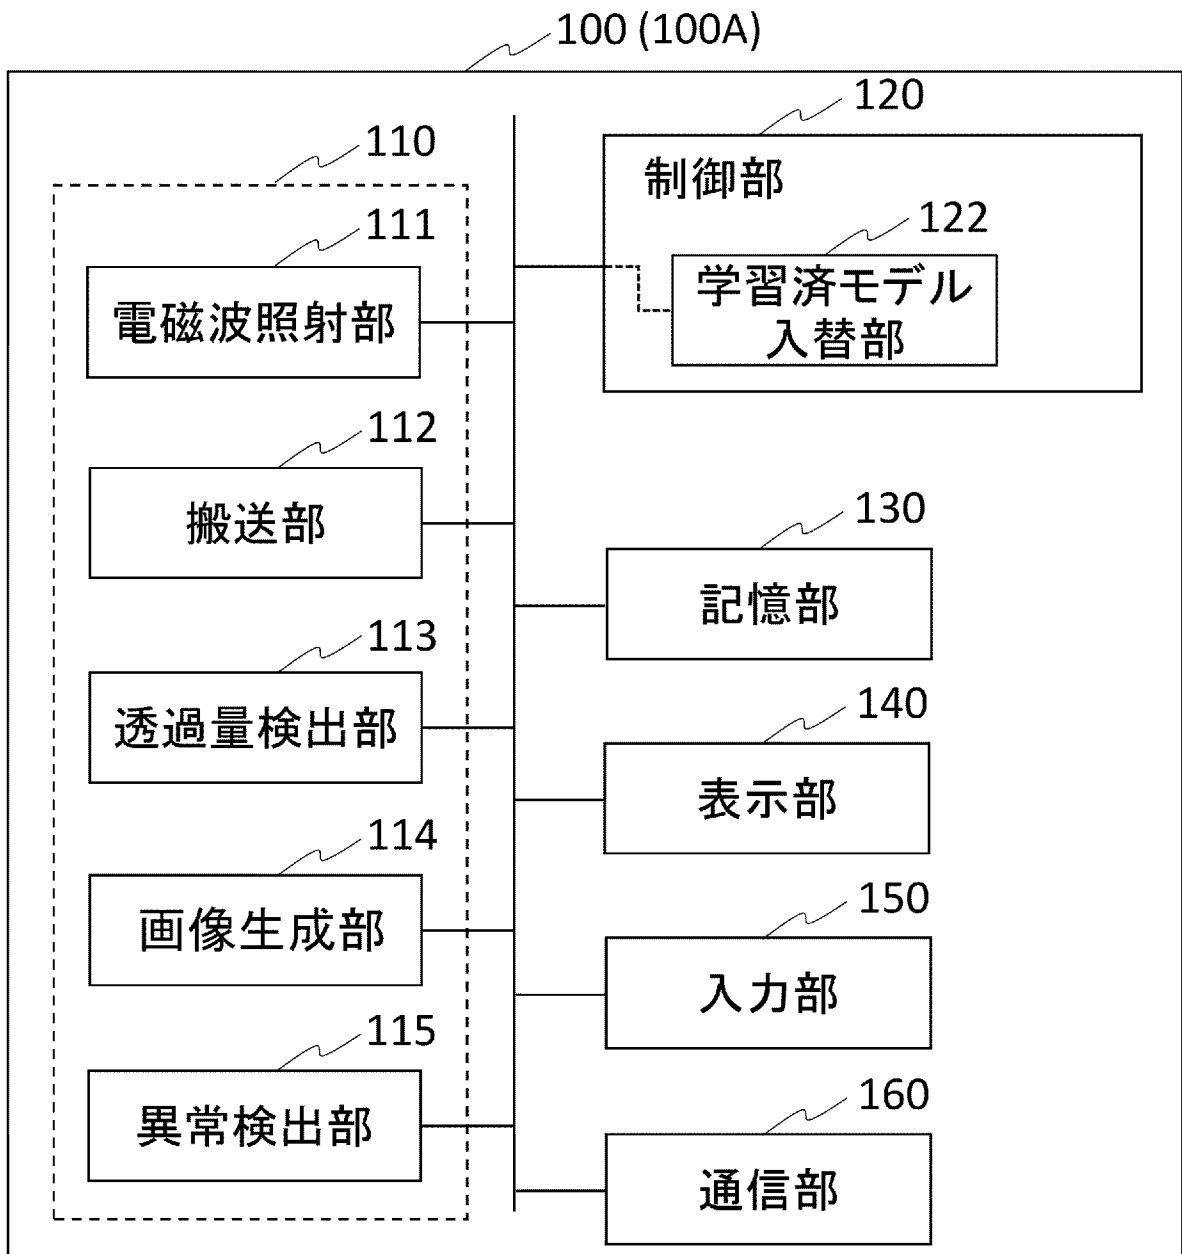 100 (100A)
110
111
電磁波照射部
112
搬送部
113
透過量検出部
114
画像生成部
115
異常検出部
120
制御部
122
学習済モデル
入替部
130
記憶部
140
表示部
150
入力部
160
通信部